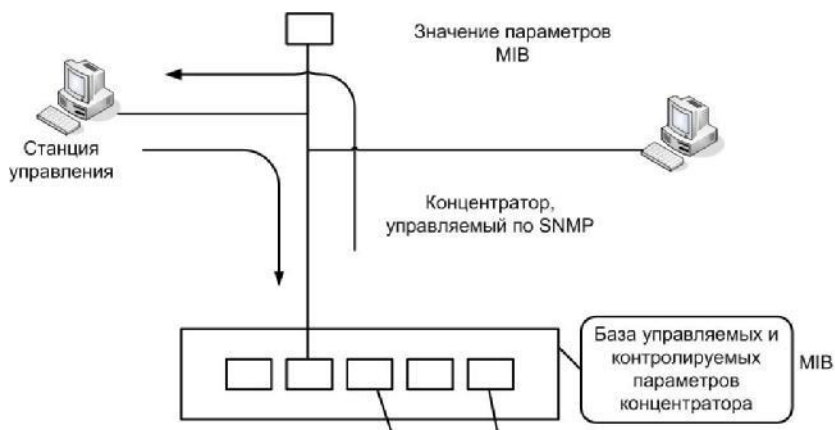 Значение параметров
MIB
Станция
управления
Концентратор,
управляемый по SNMP
База управляемых и
контролируемых
параметров
концентратора
MIB